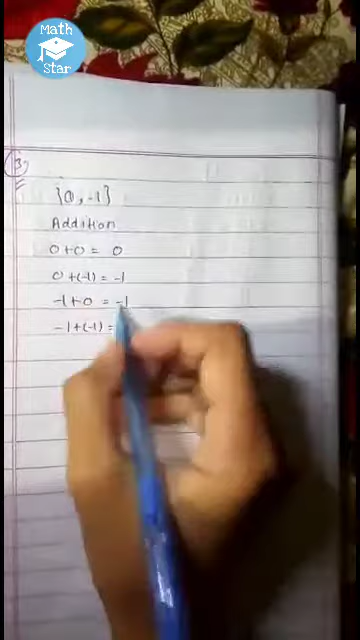 Math
Star
3)
{0, -1}
Addition
0+0 = 0
0+(-1) = -1
-1+0 = -1
-1+(-1) =